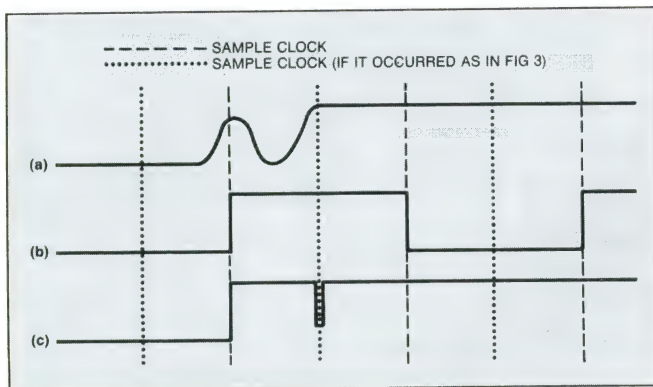 SAMPLE CLOCK
SAMPLE CLOCK (IF IT OCCURRED AS IN FIG 3)
(a)
(b)
(c)